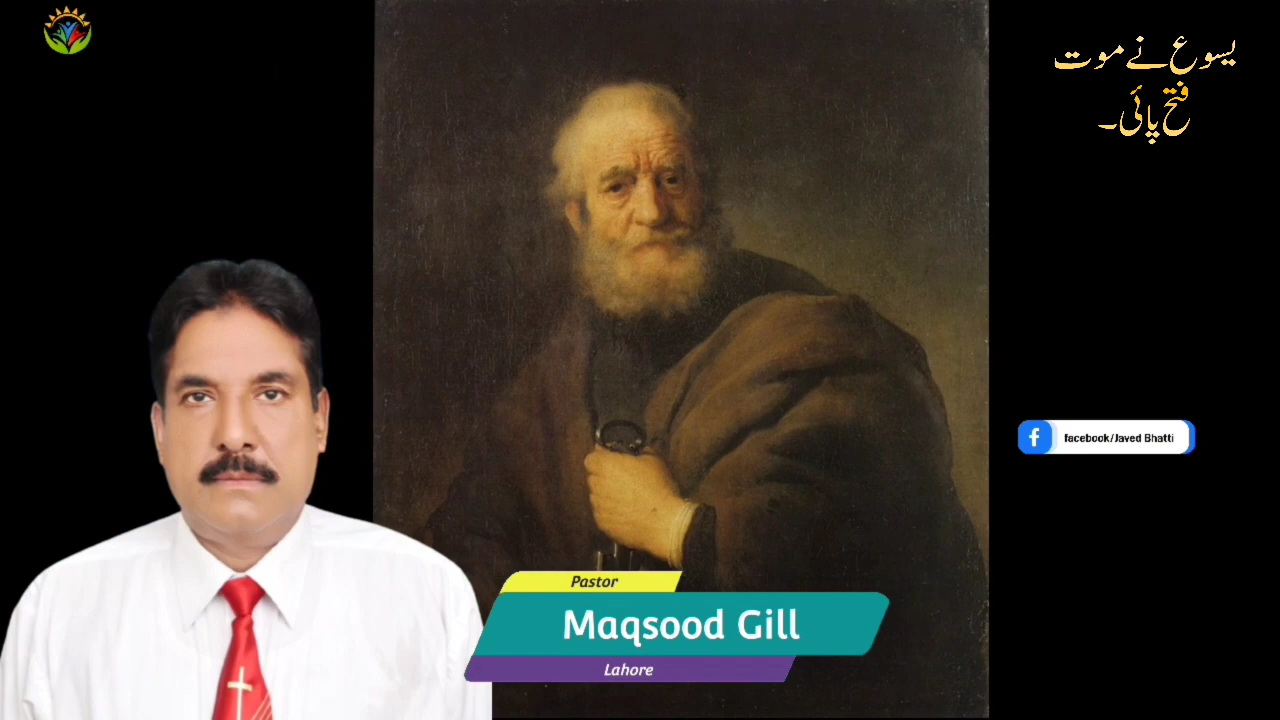 یسوع نے موت
فتح پائی۔
facebook/Javed Bhatti
Pastor
Maqsood Gill
Lahore